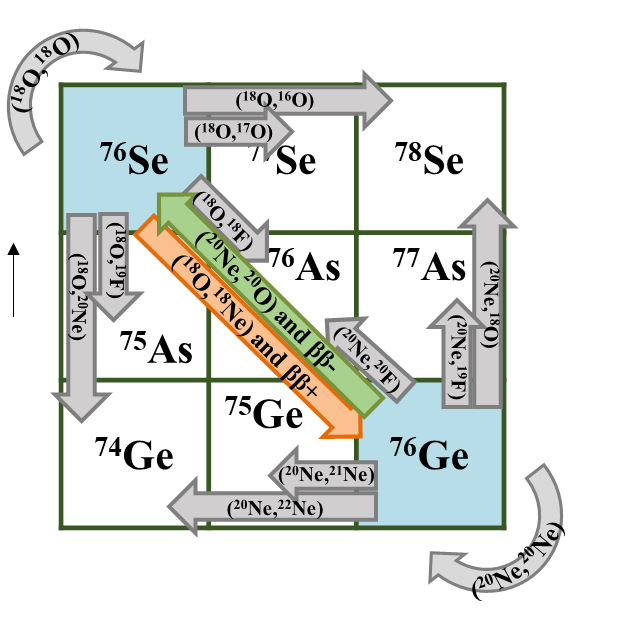 (¹⁸O,¹⁸O)
(¹⁸O,¹⁶O)
(¹⁸O,¹⁷O)
⁷⁶Se
Se
⁷⁸Se
(¹⁸O,¹⁸F)
(¹⁸O,²⁰Ne)
(¹⁸O,¹⁹F)
(²⁰Ne,²⁰O) and ββ-
(¹⁸O,¹⁸Ne) and ββ+
⁷⁶As
⁷⁷As
(²⁰Ne,¹⁸O)
(²⁰Ne,¹⁹F)
(²⁰Ne,²⁰F)
⁷⁵As
⁷⁵Ge
⁷⁴Ge
⁷⁶Ge
(²⁰Ne,²¹Ne)
(²⁰Ne,²²Ne)
(²⁰Ne,²⁰Ne)